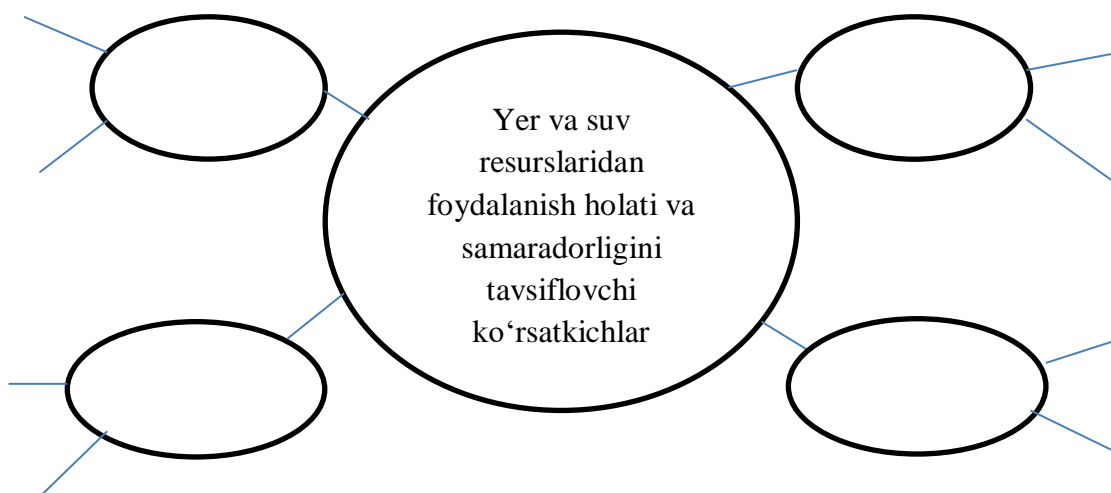 Yer va suv
resurslaridan
foydalanish holati va
samaradorligini
tavsiflovchi
ko‘rsatkichlar